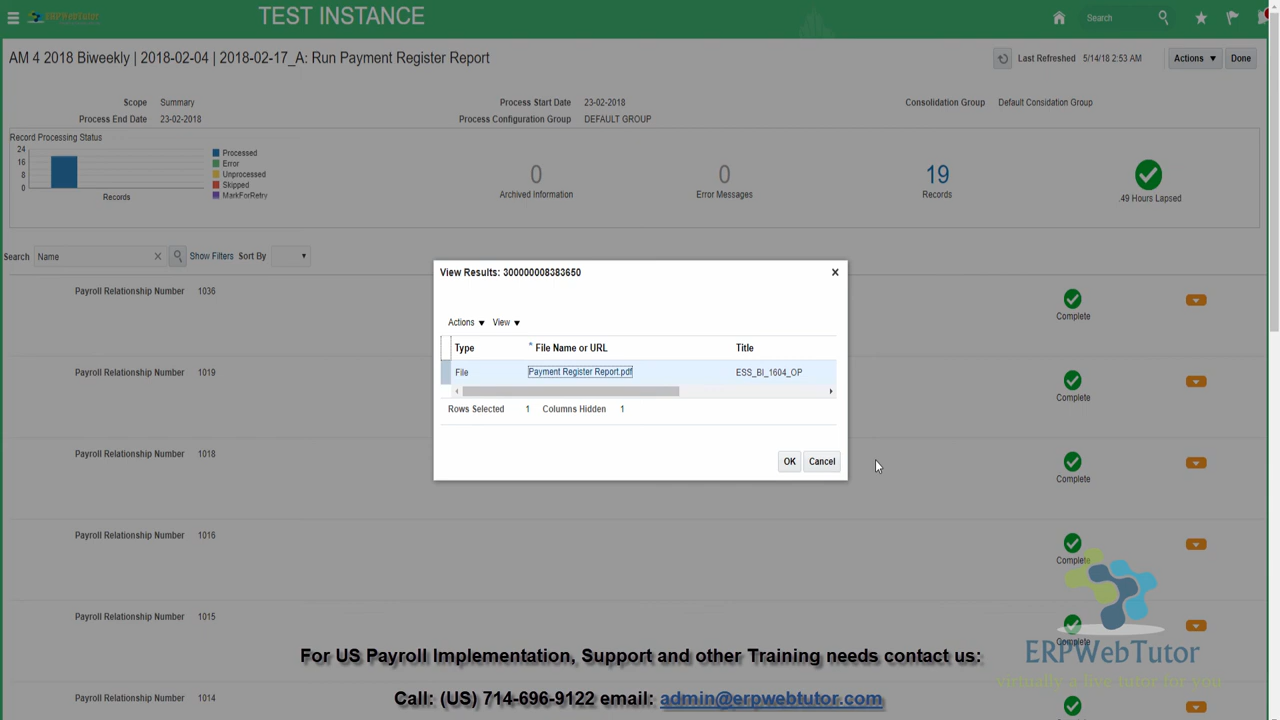 ERPWebTutor
TEST INSTANCE
Search
AM 4 2018 Biweekly | 2018-02-04 | 2018-02-17_A: Run Payment Register Report
Last Refreshed 5/14/18 2:53 AM
Actions
Done
Scope Summary
Process Start Date 23-02-2018
Consolidation Group Default Considation Group
Process End Date 23-02-2018
Process Configuration Group DEFAULT GROUP
Record Processing Status
24
16
8
0
Records
Processed
Error
Unprocessed
Skipped
MarkForRetry
0
Archived Information
0
Error Messages
19
Records
.49 Hours Lapsed
Search Name Show Filters Sort By
View Results: 300000008383650
Actions View
Type * File Name or URL Title
File Payment Register Report.pdf ESS_BI_1604_OP
Rows Selected 1 Columns Hidden 1
OK Cancel
Payroll Relationship Number 1036
Complete
Payroll Relationship Number 1019
Complete
Payroll Relationship Number 1018
Complete
Payroll Relationship Number 1016
Complete
Payroll Relationship Number 1015
Complete
Payroll Relationship Number 1014
For US Payroll Implementation, Support and other Training needs contact us:
Call: (US) 714-696-9122 email: admin@erpwebtutor.com
ERPWebTutor
virtually a live tutor for you